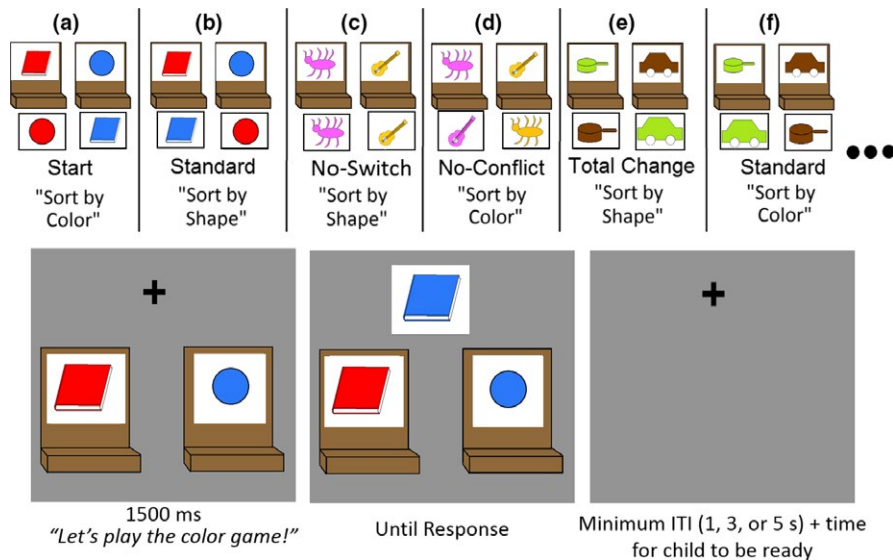 (a) (b) (c) (d) (e) (f)
Start Standard No-Switch No-Conflict Total Change Standard
"Sort by "Sort by "Sort by "Sort by "Sort by "Sort by
Color" Shape" Shape" Color" Shape" Color"
1500 ms
"Let's play the color game!"
Until Response
Minimum ITI (1, 3, or 5 s) + time
for child to be ready